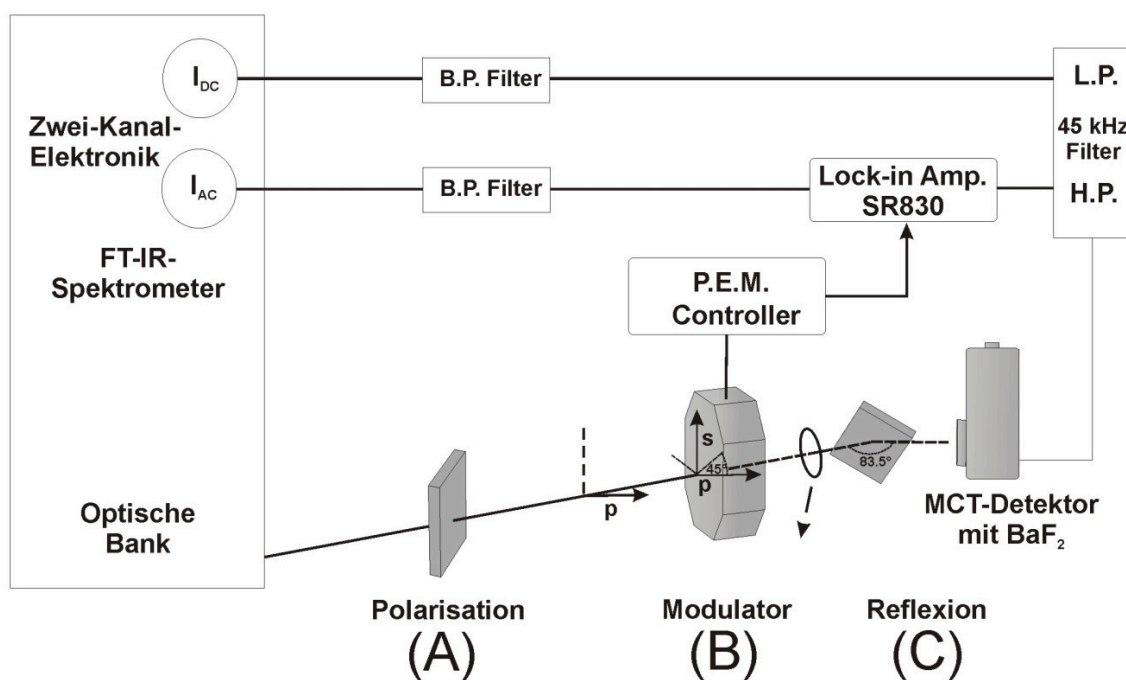 I_DC
B.P. Filter
L.P.
Zwei-Kanal-
Elektronik
45 kHz
Filter
I_AC
B.P. Filter
Lock-in Amp.
SR830
H.P.
FT-IR-
Spektrometer
P.E.M.
Controller
s
45°
p
p
83.5°
Optische
Bank
MCT-Detektor
mit BaF₂
Polarisation
(A)
Modulator
(B)
Reflexion
(C)